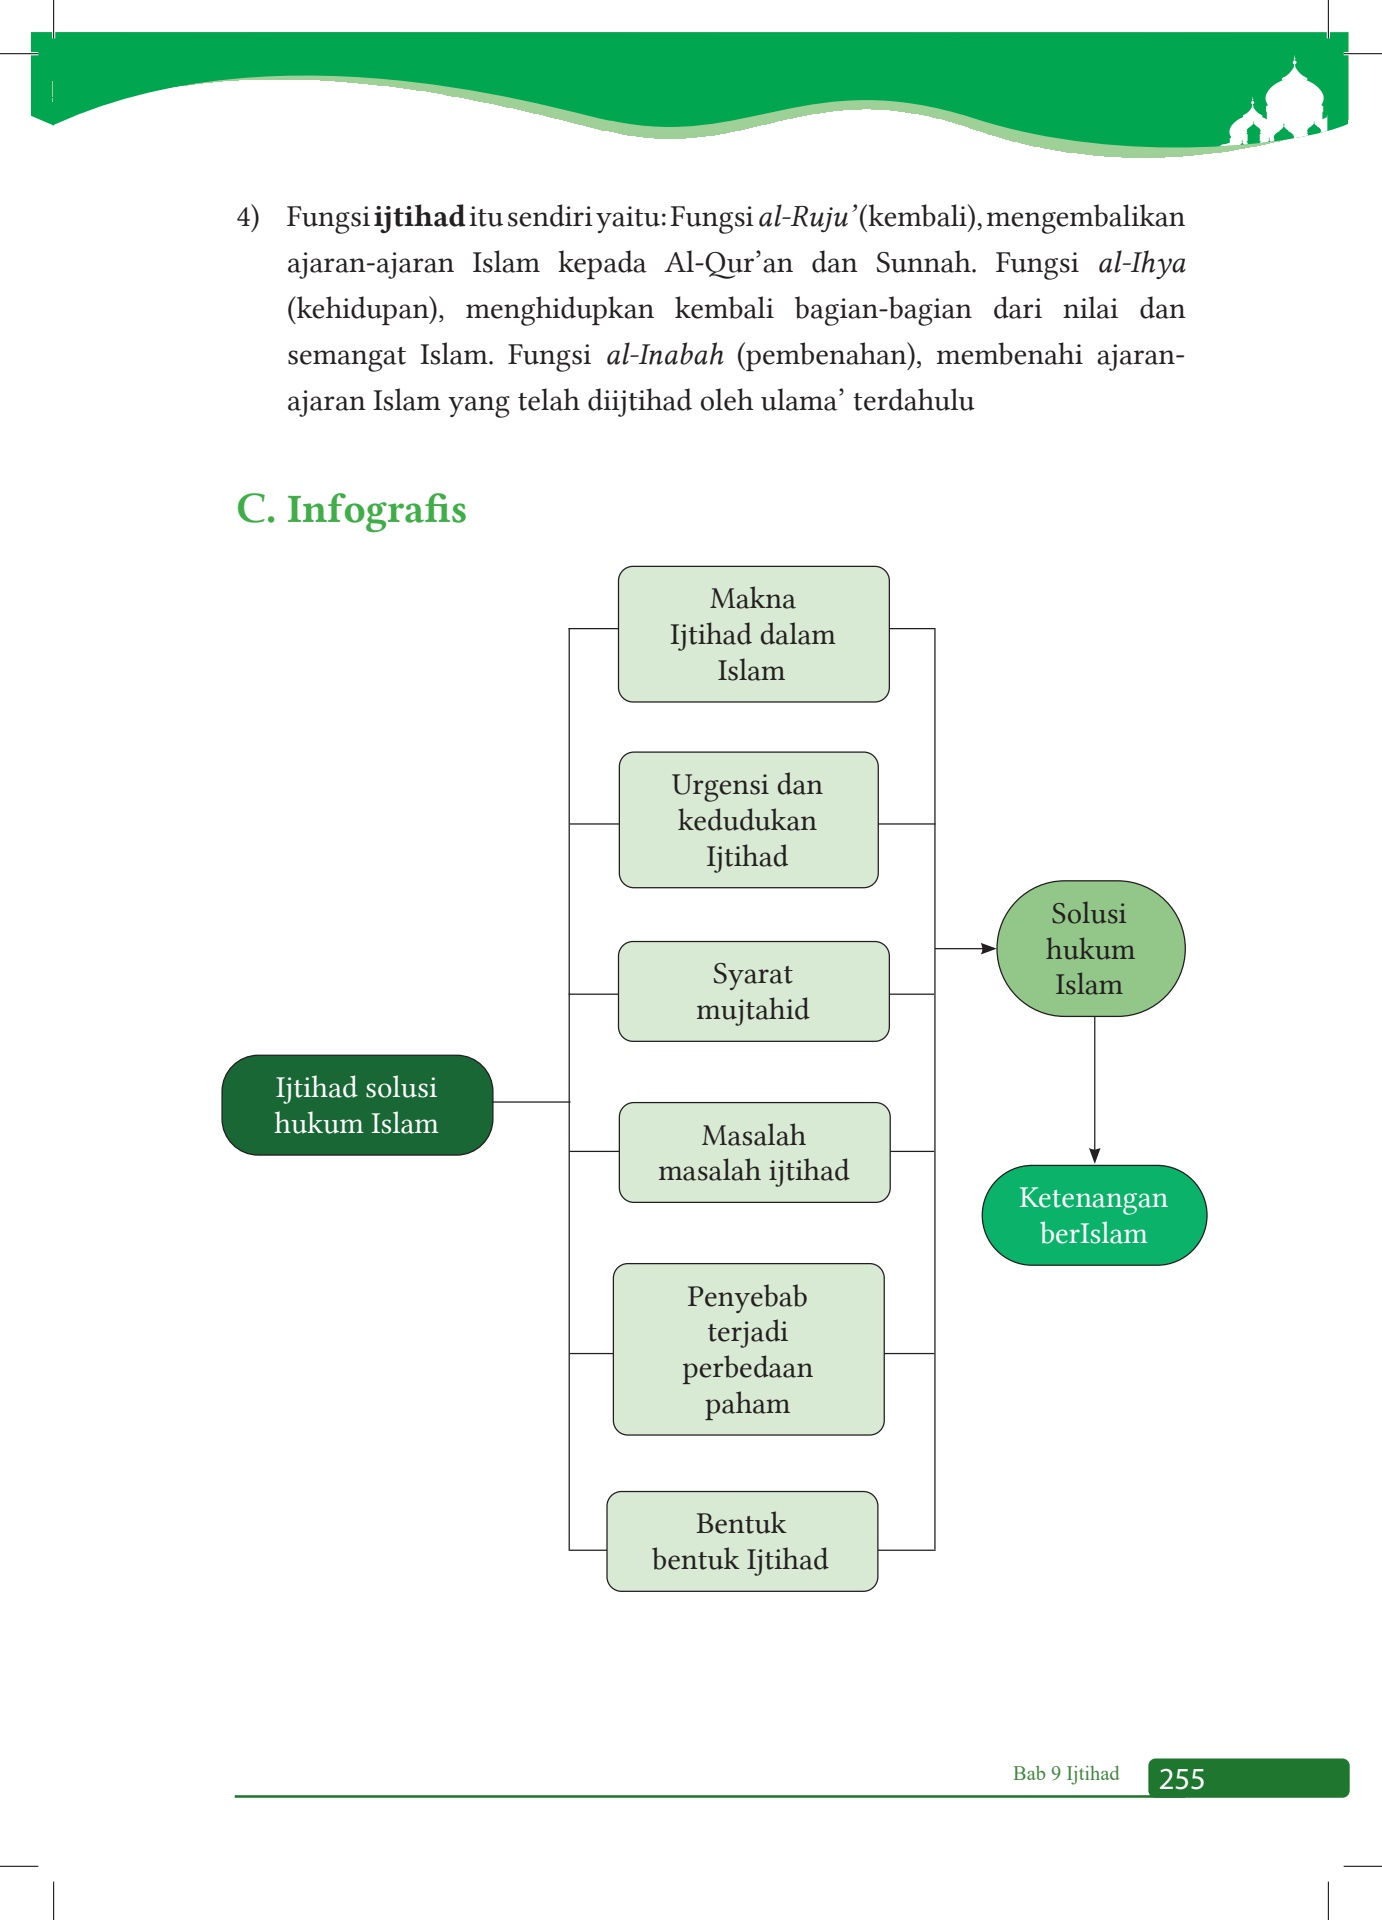 4) Fungsi ijtihad itu sendiri yaitu: Fungsi al-Ruju’ (kembali), mengembalikan
ajaran-ajaran Islam kepada Al-Qur’an dan Sunnah. Fungsi al-Ihya
(kehidupan), menghidupkan kembali bagian-bagian dari nilai dan
semangat Islam. Fungsi al-Inabah (pembenahan), membenahi ajaran-
ajaran Islam yang telah diijtihad oleh ulama’ terdahulu
C. Infografis
Makna
Ijtihad dalam
Islam
Urgensi dan
kedudukan
Ijtihad
Syarat
mujtahid
Masalah
masalah ijtihad
Penyebab
terjadi
perbedaan
paham
Bentuk
bentuk Ijtihad
Ijtihad solusi
hukum Islam
Solusi
hukum
Islam
Ketenangan
berIslam
Bab 9 Ijtihad
255